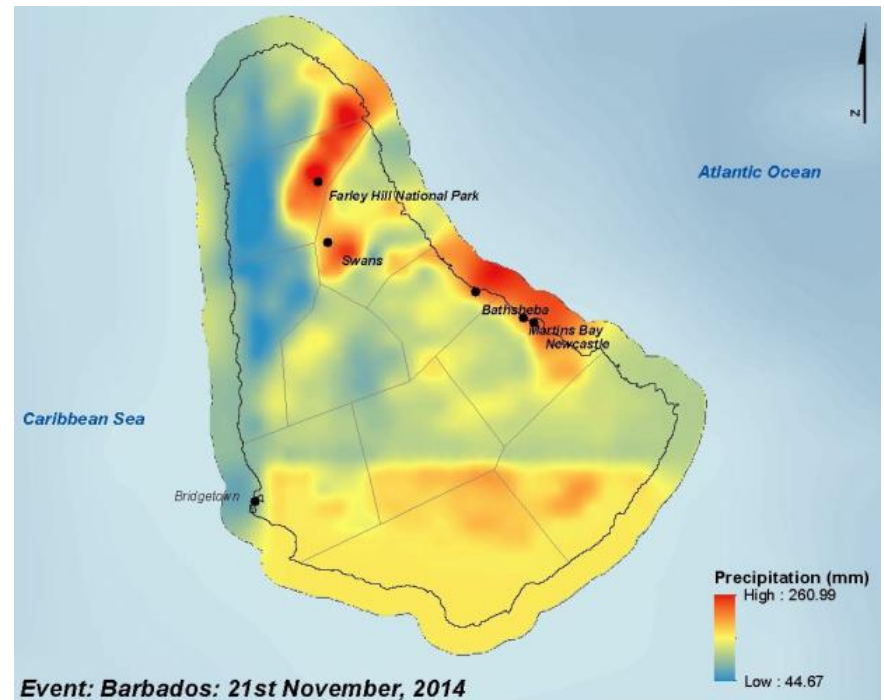 N
Atlantic Ocean
Farley Hill National Park
Swans
Bathsheba
Martins Bay
Newcastle
Caribbean Sea
Bridgetown
Precipitation (mm)
High : 260.99
Low : 44.67
Event: Barbados: 21st November, 2014